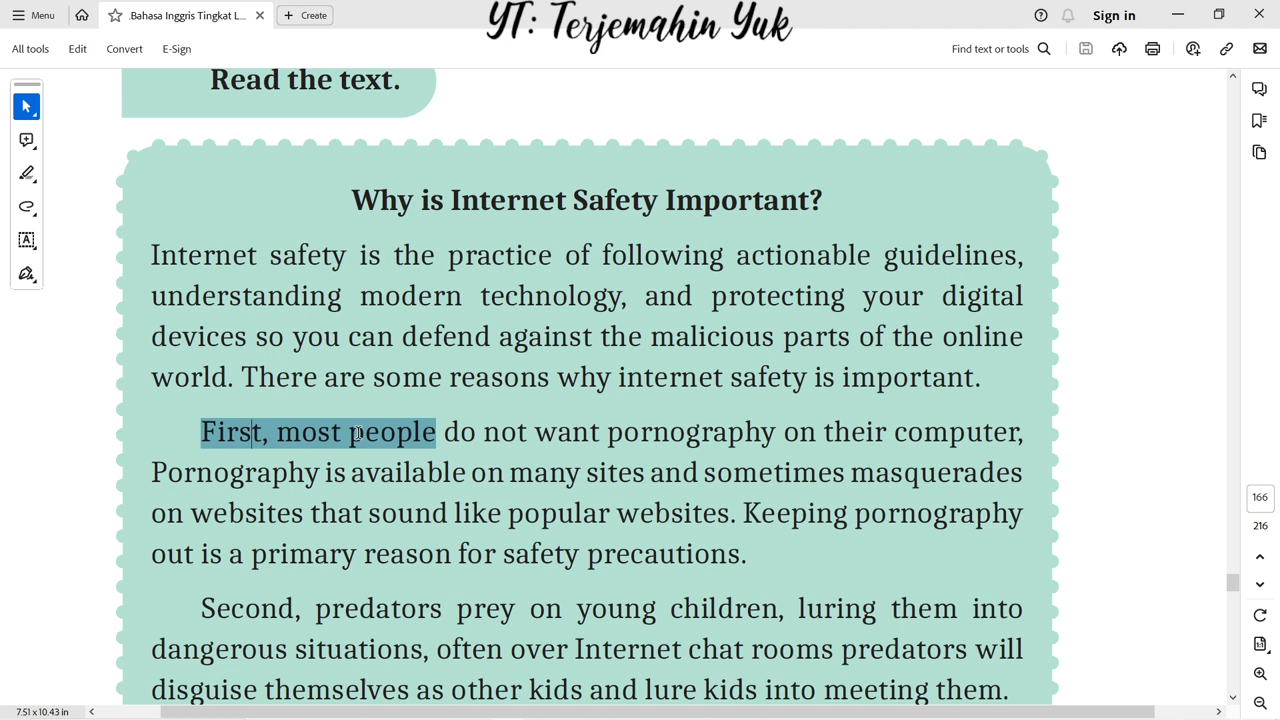 YT: Terjemahin Yuk
Menu
.Bahasa Inggris Tingkat L...
Create
Sign in
All tools
Edit
Convert
E-Sign
Find text or tools
Read the text.
Why is Internet Safety Important?
Internet safety is the practice of following actionable guidelines,
understanding modern technology, and protecting your digital
devices so you can defend against the malicious parts of the online
world. There are some reasons why internet safety is important.
First, most people do not want pornography on their computer,
Pornography is available on many sites and sometimes masquerades
on websites that sound like popular websites. Keeping pornography
out is a primary reason for safety precautions.
Second, predators prey on young children, luring them into
dangerous situations, often over Internet chat rooms predators will
disguise themselves as other kids and lure kids into meeting them.
166
216
7.51 x 10.43 in